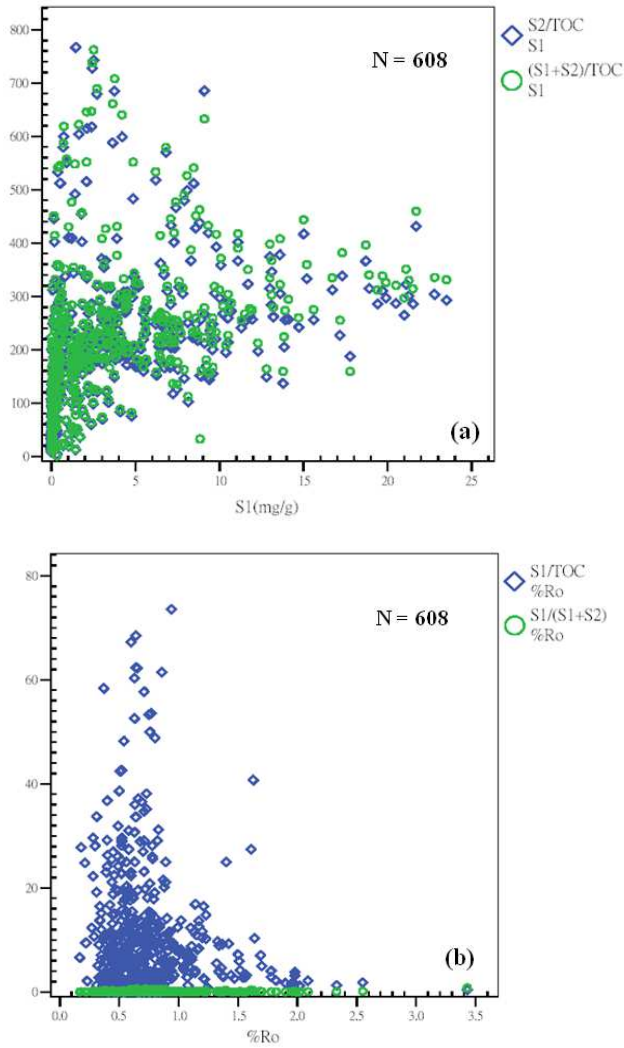 800
700
600
500
400
300
200
100
0
0
5
10
15
20
25
S1(mg/g)
N = 608
(a)
S2/TOC
S1
(S1+S2)/TOC
S1
80
60
40
20
0
0.0
0.5
1.0
1.5
2.0
2.5
3.0
3.5
%Ro
N = 608
(b)
S1/TOC
%Ro
S1/(S1+S2)
%Ro